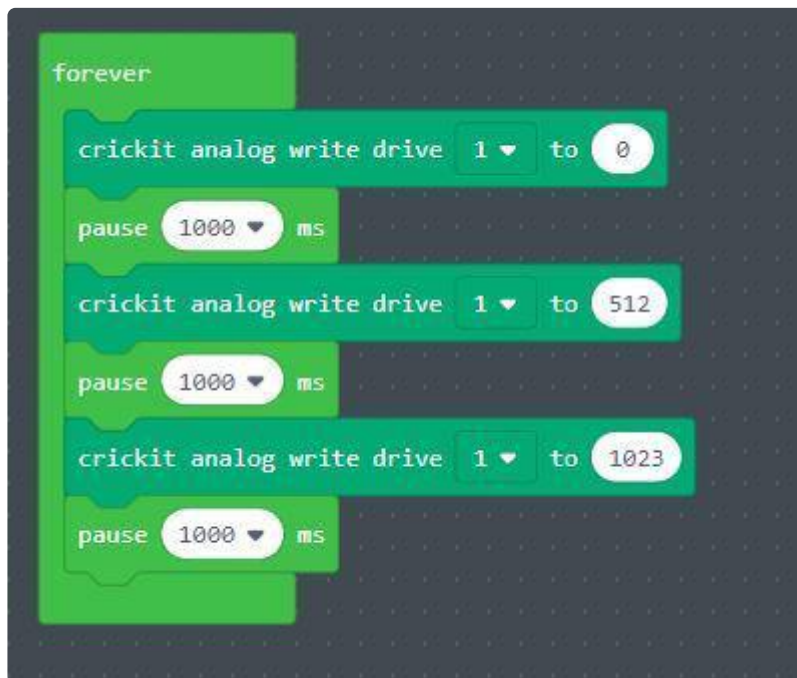 forever
crickit analog write drive 1 to 0
pause 1000 ms
crickit analog write drive 1 to 512
pause 1000 ms
crickit analog write drive 1 to 1023
pause 1000 ms